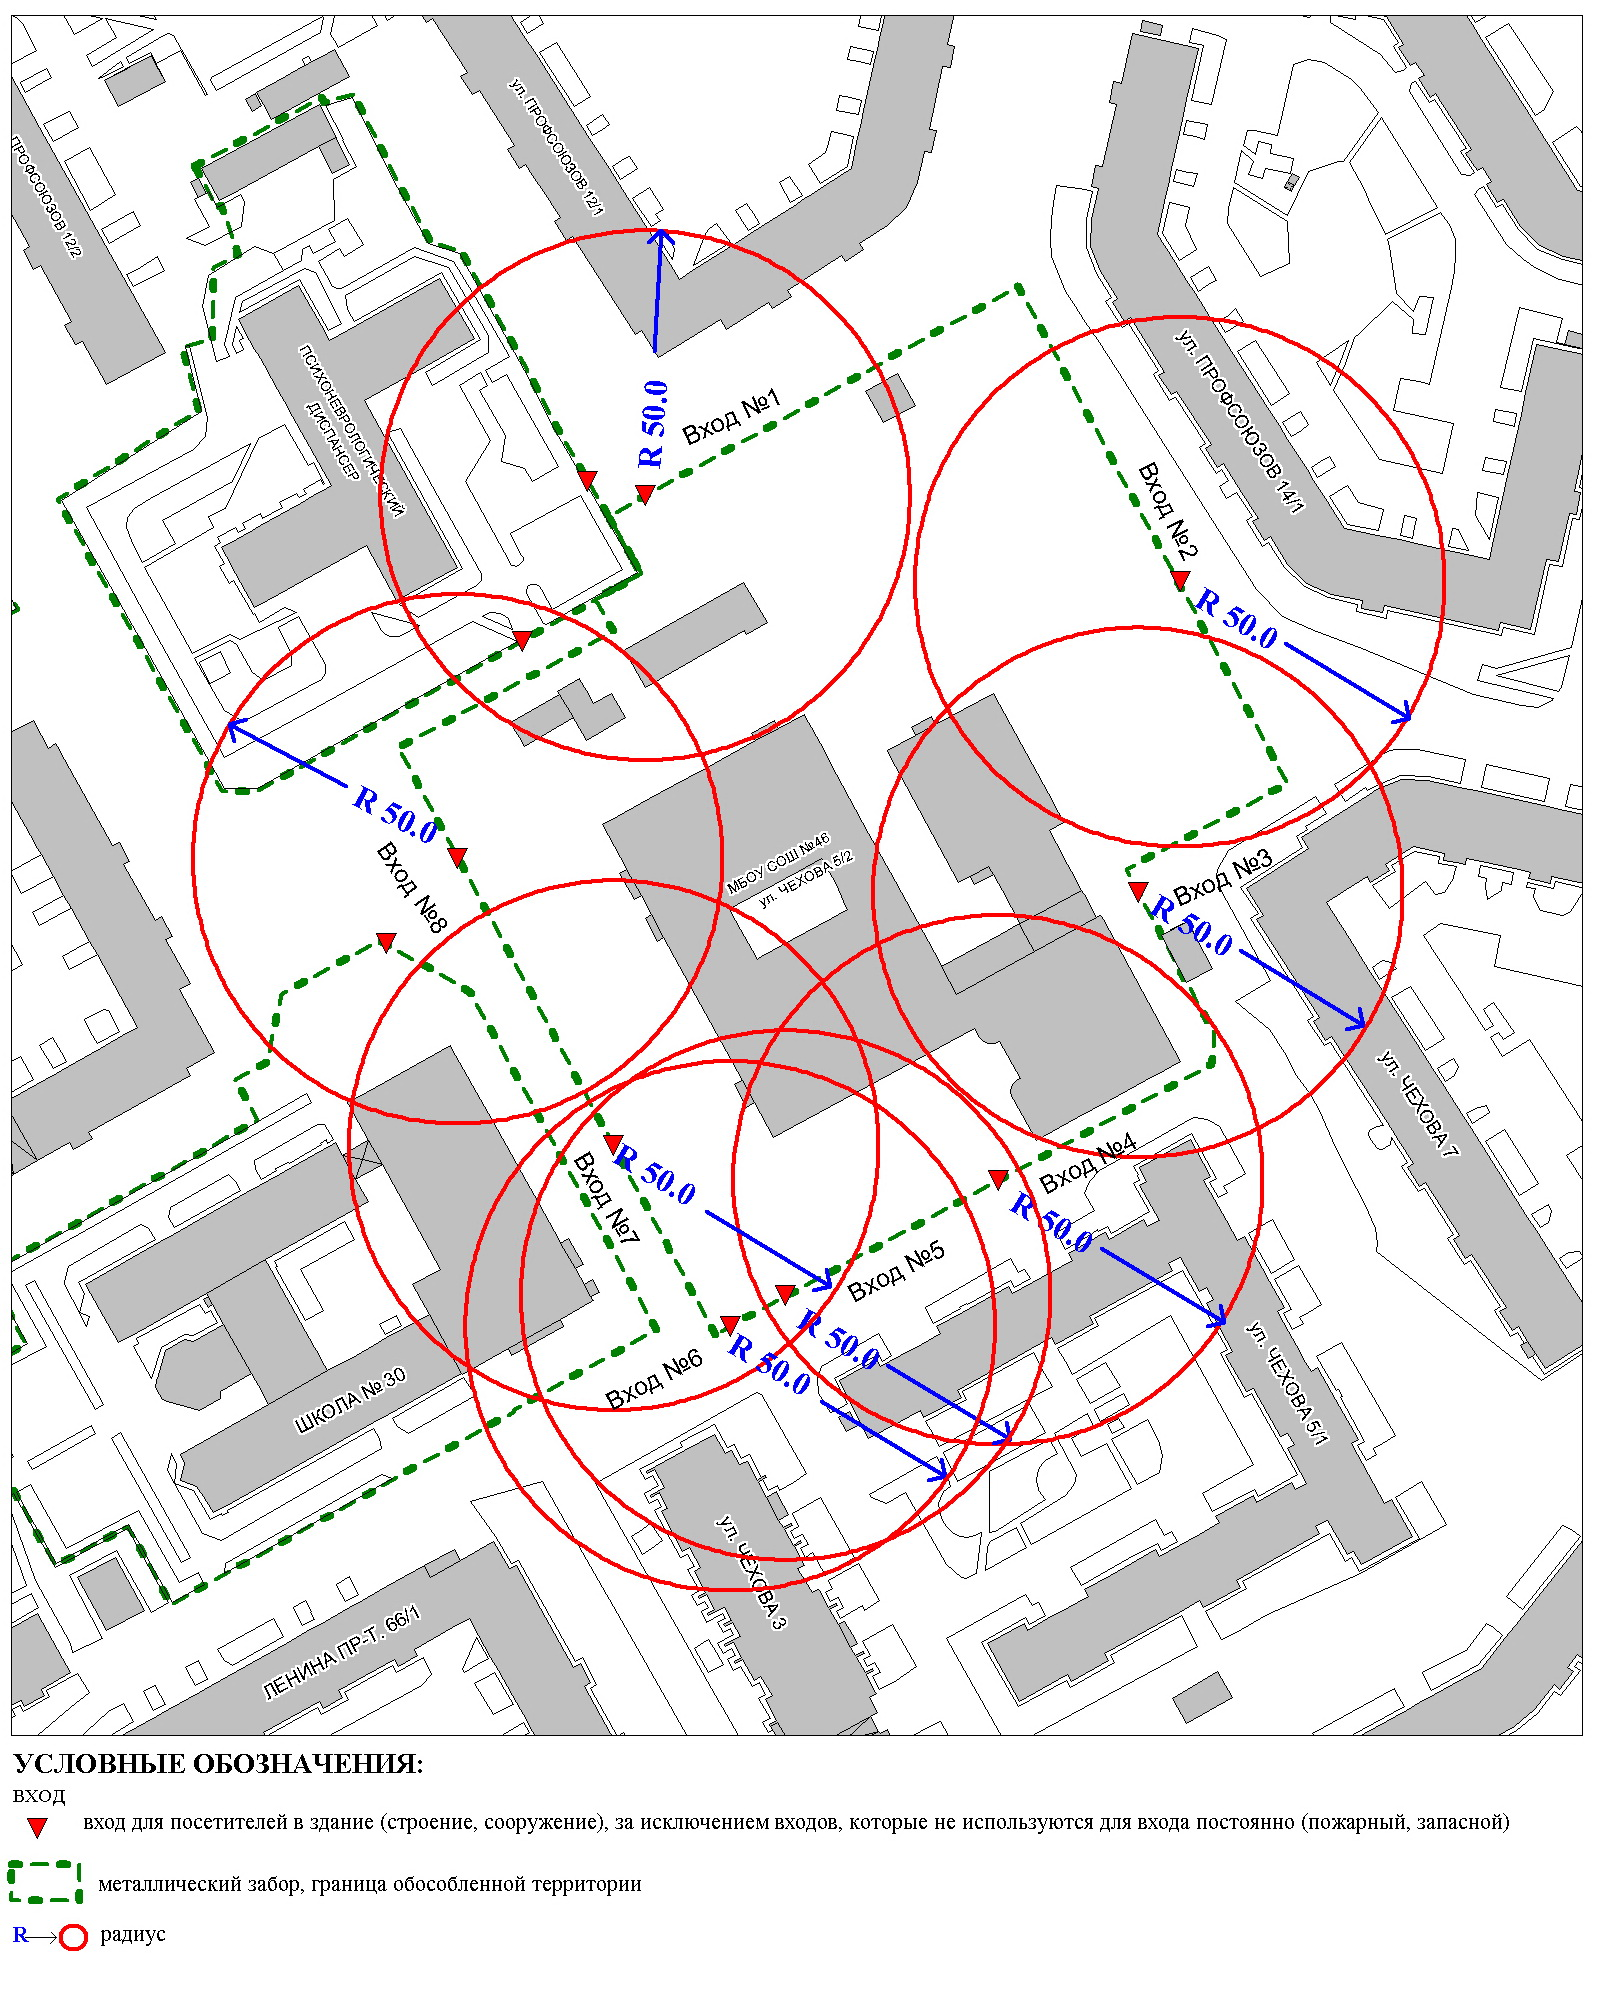 ПРОФСОЮЗОВ 12/2
ул. ПРОФСОЮЗОВ 12/1
ПСИХОНЕВРОЛОГИЧЕСКИЙ
ДИСПАНСЕР
R 50.0
Вход №1
ул. ПРОФСОЮЗОВ 14/1
Вход №2
R 50.0
R 50.0
Вход №8
МБОУ СОШ №46
ул. ЧЕХОВА 5/2
Вход №3
R 50.0
ул. ЧЕХОВА 7
Вход №7
R 50.0
Вход №4
R 50.0
Вход №5
R 50.0
Вход №6
R 50.0
ШКОЛА № 30
ул. ЧЕХОВА 5/1
ул. ЧЕХОВА 3
ЛЕНИНА ПР-Т. 66/1
УСЛОВНЫЕ ОБОЗНАЧЕНИЯ:
ВХОД
вход для посетителей в здание (строение, сооружение), за исключением входов, которые не используются для входа постоянно (пожарный, запасной)
металлический забор, граница обособленной территории
R
радиус